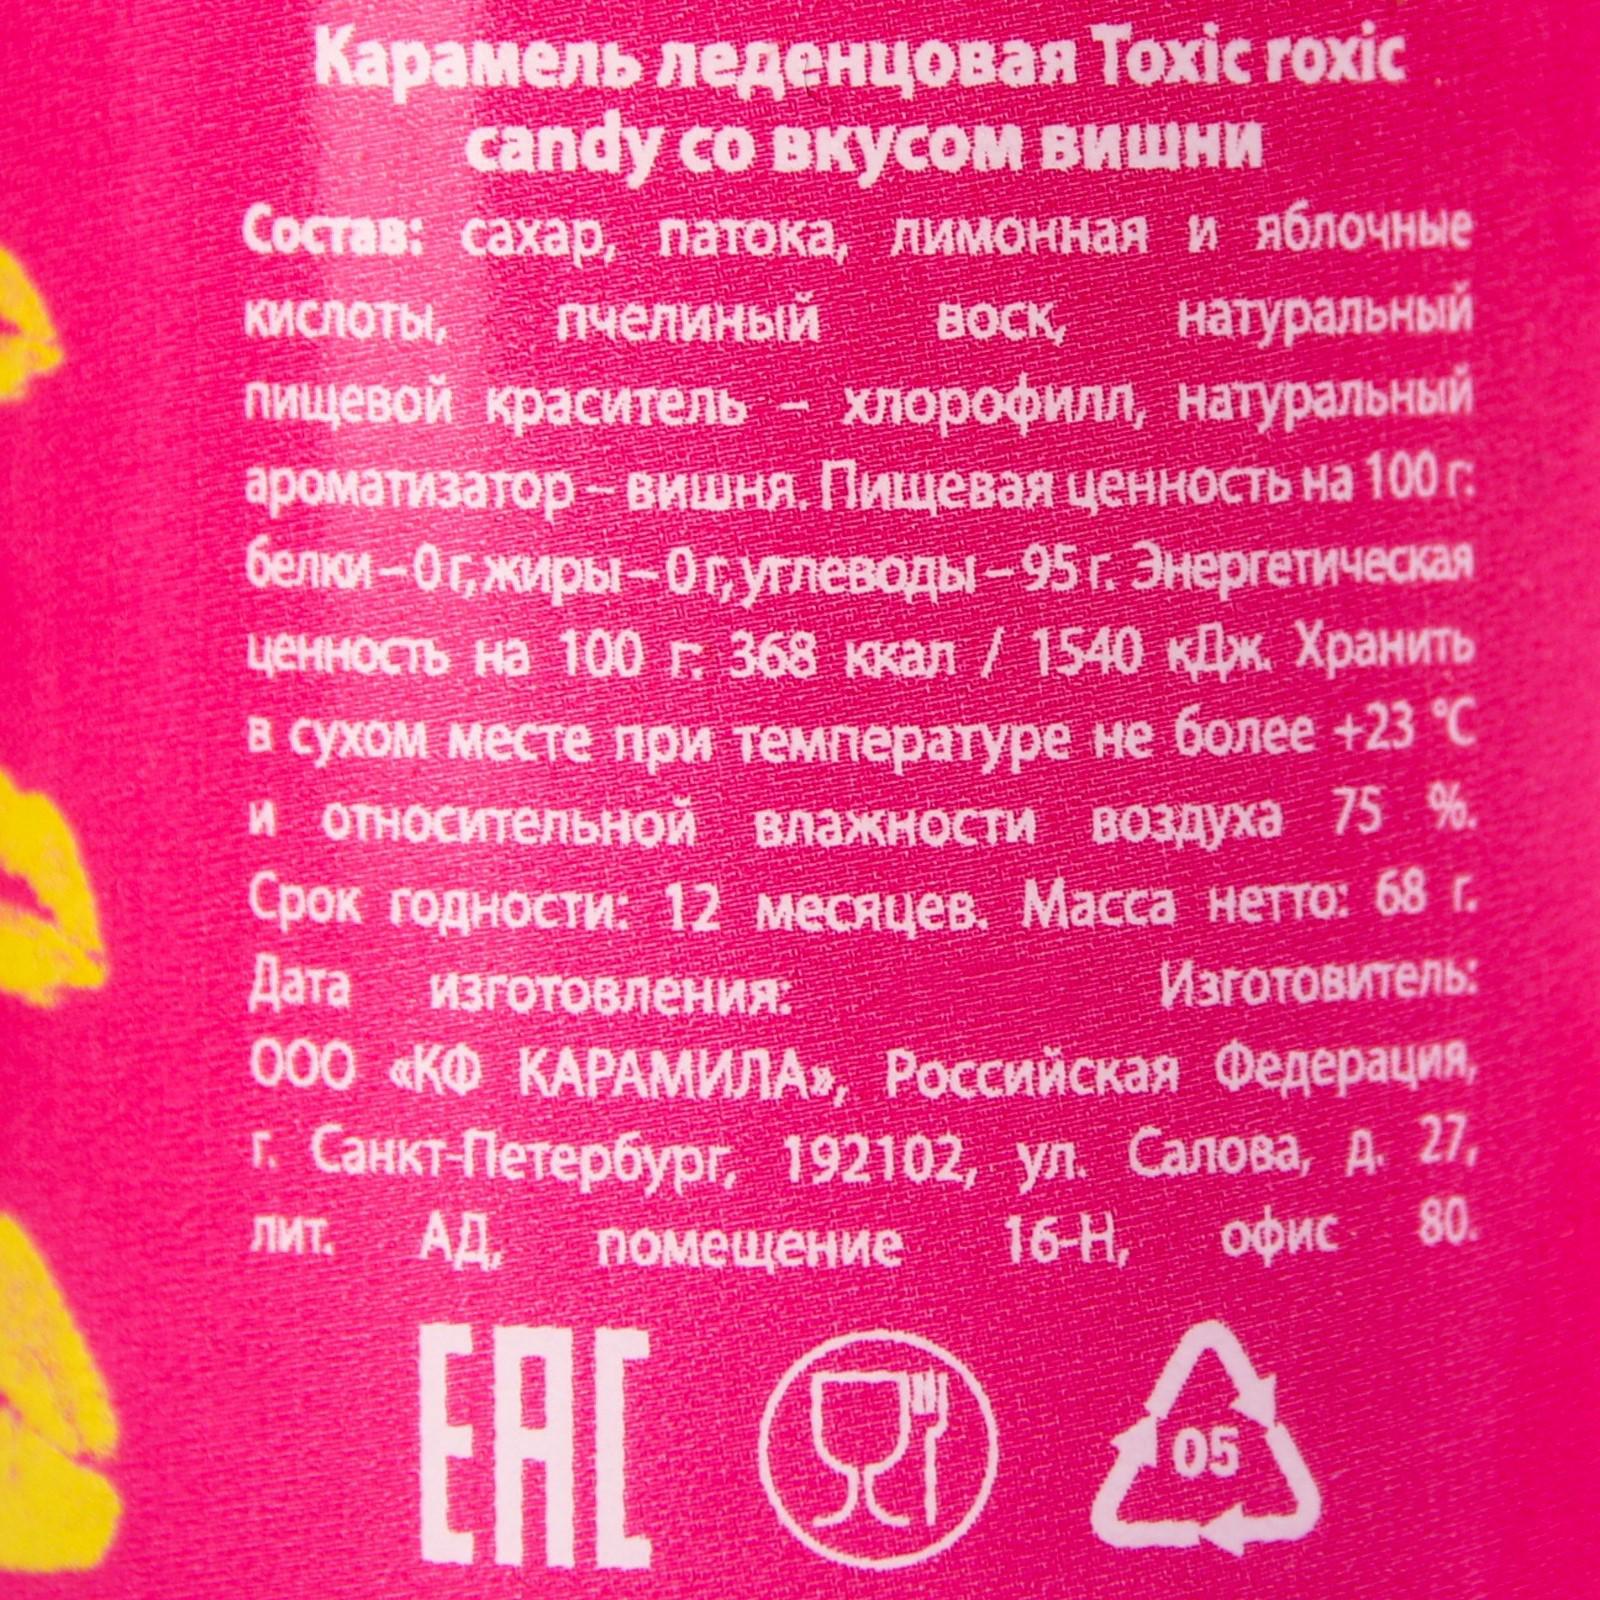 Карамель леденцовая Toxic roxic
candy со вкусом вишни
Состав: сахар, патока, лимонная и яблочные
кислоты, пчелиный воск, натуральный
пищевой краситель – хлорофилл, натуральный
ароматизатор – вишня. Пищевая ценность на 100 г:
белки – 0 г, жиры – 0 г, углеводы – 95 г. Энергетическая
ценность на 100 г: 368 ккал / 1540 кДж. Хранить
в сухом месте при температуре не более +23 °С
и относительной влажности воздуха 75 %.
Срок годности: 12 месяцев. Масса нетто: 68 г.
Дата изготовления: Изготовитель:
ООО «КФ КАРАМИЛА», Российская Федерация,
г. Санкт-Петербург, 192102, ул. Салова, д. 27,
лит. АД, помещение 16-Н, офис 80.
ЕАС
05